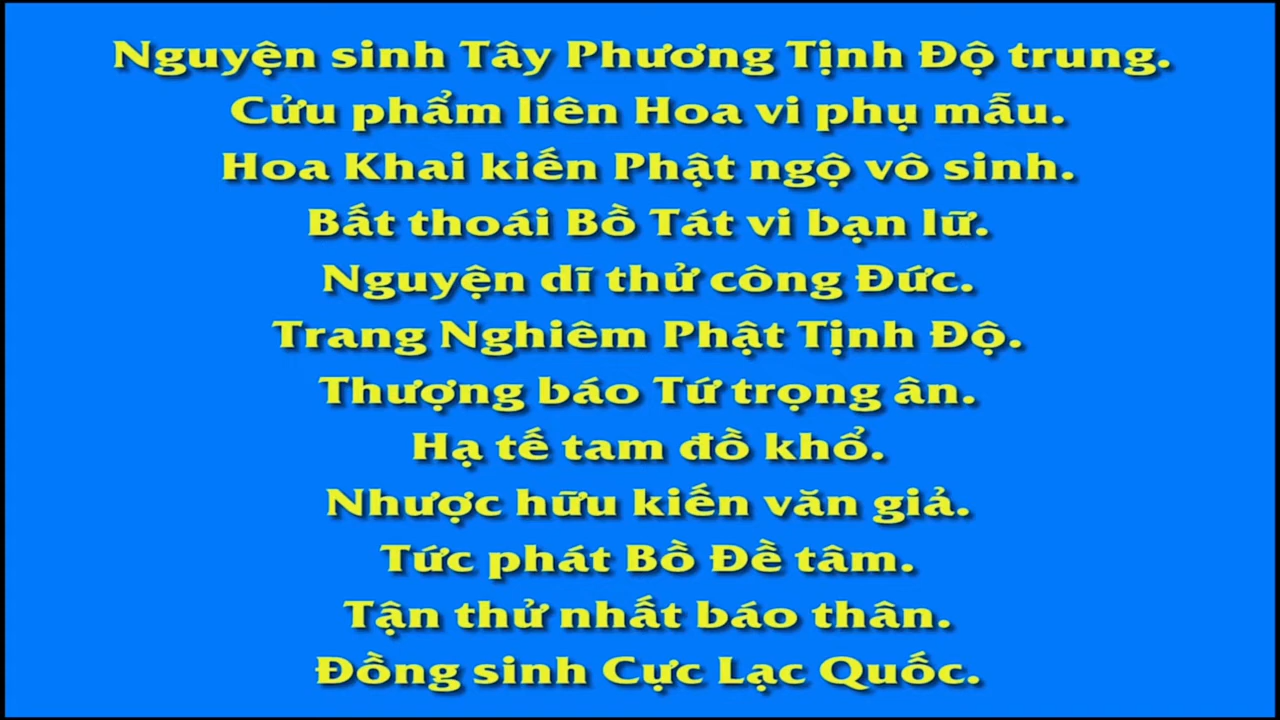 Nguyện sinh Tây Phương Tịnh Độ trung.
Cửu phẩm liên Hoa vi phụ mẫu.
Hoa Khai kiến Phật ngộ vô sinh.
Bất thoái Bồ Tát vi bạn lữ.
Nguyện dĩ thử công Đức.
Trang Nghiêm Phật Tịnh Độ.
Thượng báo Tứ trọng ân.
Hạ tế tam đồ khổ.
Nhược hữu kiến văn giả.
Tức phát Bồ Đề tâm.
Tận thử nhất báo thân.
Đồng sinh Cực Lạc Quốc.